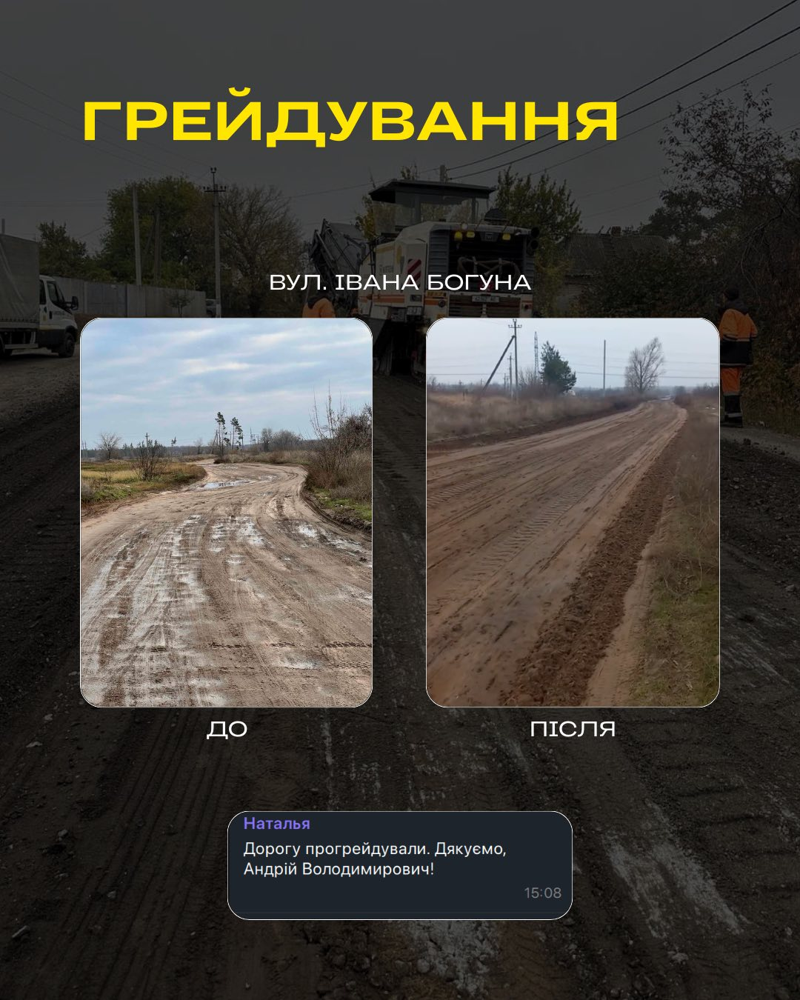 ГРЕЙДУВАННЯ
ВУЛ. ІВАНА БОГУНА
ДО
ПІСЛЯ
Наталья
Дорогу прогрейдували. Дякуємо,
Андрій Володимирович!
15:08